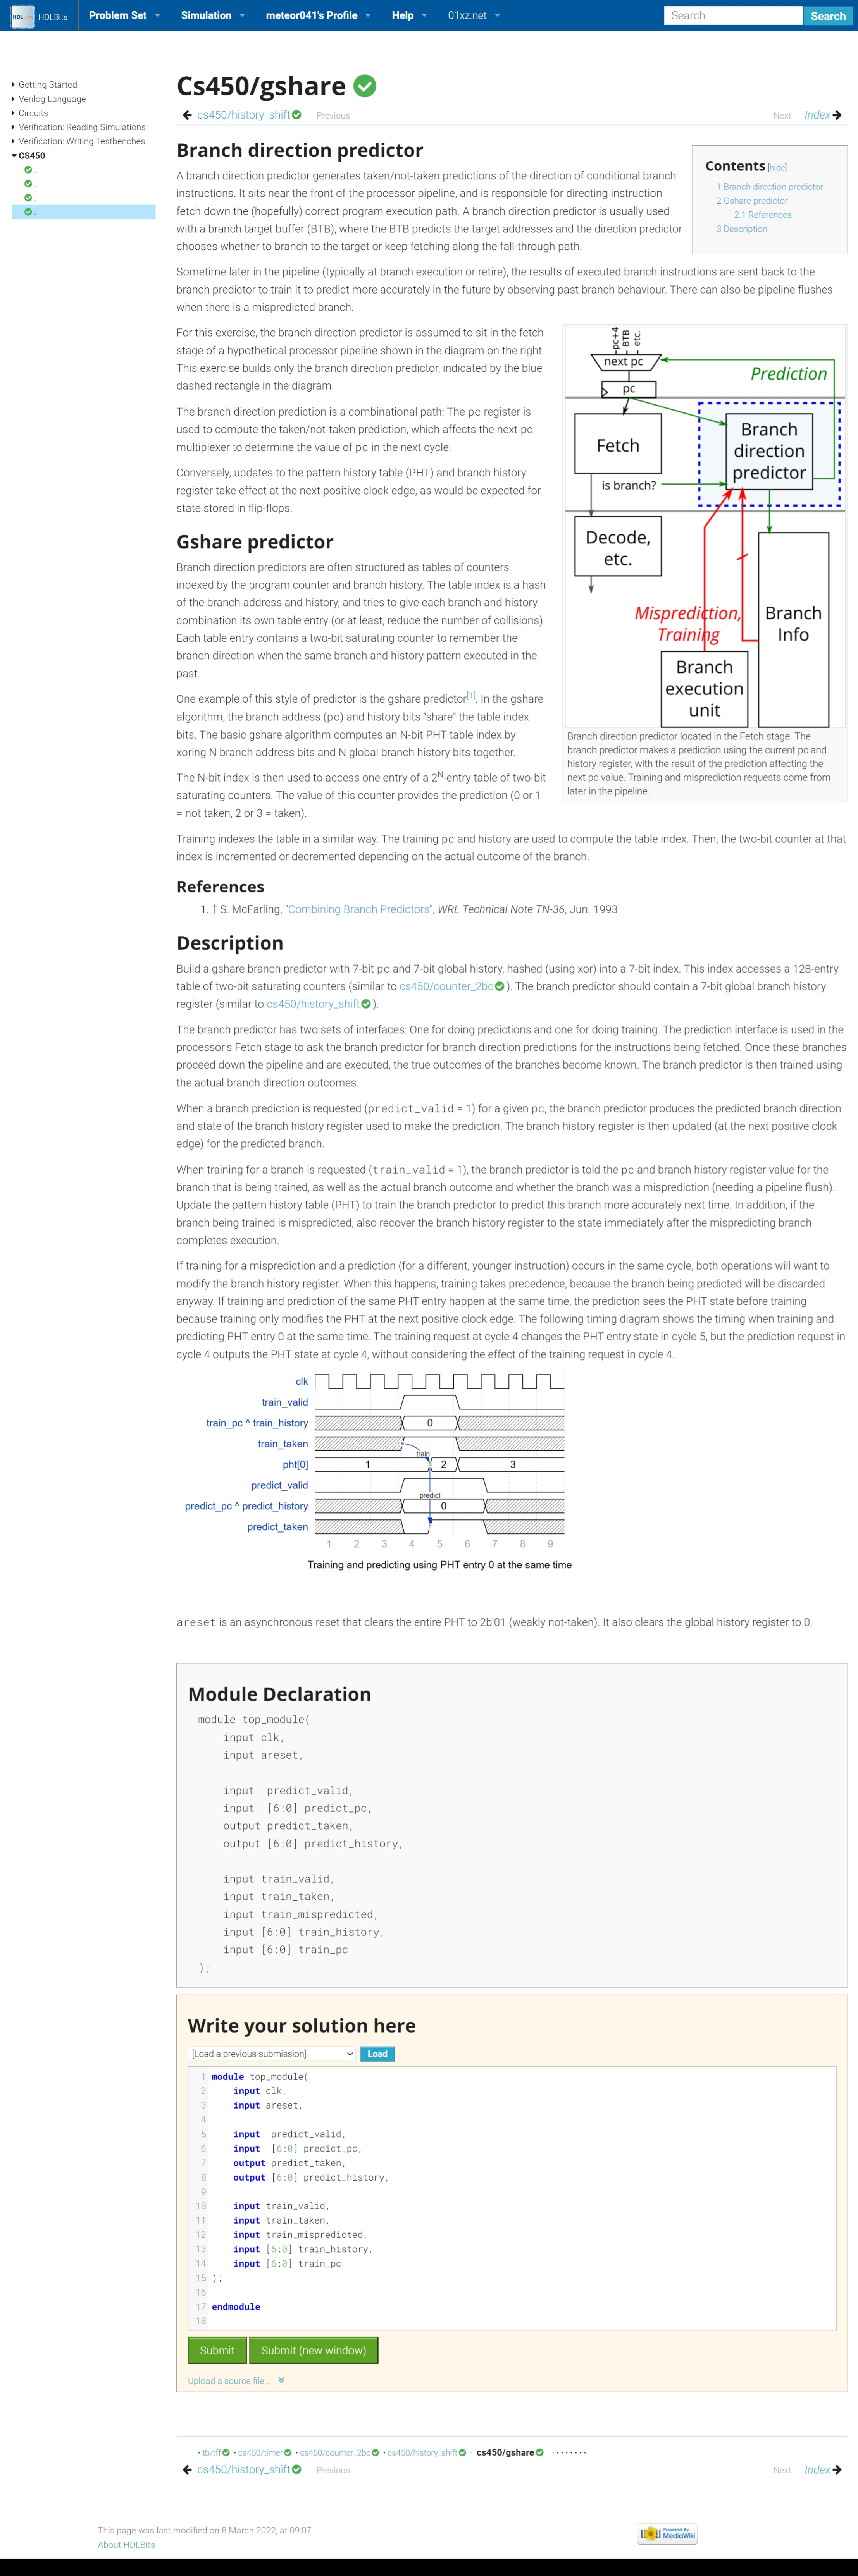 HDLBits
Problem Set
Simulation
meteor041's Profile
Help
01xz.net
Search
Search
Getting Started
Verilog Language
Circuits
Verification: Reading Simulations
Verification: Writing Testbenches
CS450
.
.
.
.
Cs450/gshare
cs450/history_shift Previous
Next Index
Branch direction predictor
Contents [hide]
1 Branch direction predictor
2 Gshare predictor
2.1 References
3 Description
A branch direction predictor generates taken/not-taken predictions of the direction of conditional branch
instructions. It sits near the front of the processor pipeline, and is responsible for directing instruction
fetch down the (hopefully) correct program execution path. A branch direction predictor is usually used
with a branch target buffer (BTB), where the BTB predicts the target addresses and the direction predictor
chooses whether to branch to the target or keep fetching along the fall-through path.
Sometime later in the pipeline (typically at branch execution or retire), the results of executed branch instructions are sent back to the
branch predictor to train it to predict more accurately in the future by observing past branch behaviour. There can also be pipeline flushes
when there is a mispredicted branch.
For this exercise, the branch direction predictor is assumed to sit in the fetch
stage of a hypothetical processor pipeline shown in the diagram on the right.
This exercise builds only the branch direction predictor, indicated by the blue
dashed rectangle in the diagram.
The branch direction prediction is a combinational path: The pc register is
used to compute the taken/not-taken prediction, which affects the next-pc
multiplexer to determine the value of pc in the next cycle.
Conversely, updates to the pattern history table (PHT) and branch history
register take effect at the next positive clock edge, as would be expected for
state stored in flip-flops.
pc+4
BTB
etc.
next pc
pc
Prediction
Fetch
Branch
direction
predictor
is branch?
Decode,
etc.
Misprediction,
Training
Branch
Info
Branch
execution
unit
Branch direction predictor located in the Fetch stage. The
branch predictor makes a prediction using the current pc and
history register, with the result of the prediction affecting the
next pc value. Training and misprediction requests come from
later in the pipeline.
Gshare predictor
Branch direction predictors are often structured as tables of counters
indexed by the program counter and branch history. The table index is a hash
of the branch address and history, and tries to give each branch and history
combination its own table entry (or at least, reduce the number of collisions).
Each table entry contains a two-bit saturating counter to remember the
branch direction when the same branch and history pattern executed in the
past.
One example of this style of predictor is the gshare predictor[1]. In the gshare
algorithm, the branch address (pc) and history bits "share" the table index
bits. The basic gshare algorithm computes an N-bit PHT table index by
xoring N branch address bits and N global branch history bits together.
The N-bit index is then used to access one entry of a 2^N-entry table of two-bit
saturating counters. The value of this counter provides the prediction (0 or 1
= not taken, 2 or 3 = taken).
Training indexes the table in a similar way. The training pc and history are used to compute the table index. Then, the two-bit counter at that
index is incremented or decremented depending on the actual outcome of the branch.
References
1. ↑ S. McFarling, "Combining Branch Predictors", WRL Technical Note TN-36, Jun. 1993
Description
Build a gshare branch predictor with 7-bit pc and 7-bit global history, hashed (using xor) into a 7-bit index. This index accesses a 128-entry
table of two-bit saturating counters (similar to cs450/counter_2bc ). The branch predictor should contain a 7-bit global branch history
register (similar to cs450/history_shift ).
The branch predictor has two sets of interfaces: One for doing predictions and one for doing training. The prediction interface is used in the
processor's Fetch stage to ask the branch predictor for branch direction predictions for the instructions being fetched. Once these branches
proceed down the pipeline and are executed, the true outcomes of the branches become known. The branch predictor is then trained using
the actual branch direction outcomes.
When a branch prediction is requested (predict_valid = 1) for a given pc, the branch predictor produces the predicted branch direction
and state of the branch history register used to make the prediction. The branch history register is then updated (at the next positive clock
edge) for the predicted branch.
When training for a branch is requested (train_valid = 1), the branch predictor is told the pc and branch history register value for the
branch that is being trained, as well as the actual branch outcome and whether the branch was a misprediction (needing a pipeline flush).
Update the pattern history table (PHT) to train the branch predictor to predict this branch more accurately next time. In addition, if the
branch being trained is mispredicted, also recover the branch history register to the state immediately after the mispredicting branch
completes execution.
If training for a misprediction and a prediction (for a different, younger instruction) occurs in the same cycle, both operations will want to
modify the branch history register. When this happens, training takes precedence, because the branch being predicted will be discarded
anyway. If training and prediction of the same PHT entry happen at the same time, the prediction sees the PHT state before training
because training only modifies the PHT at the next positive clock edge. The following timing diagram shows the timing when training and
predicting PHT entry 0 at the same time. The training request at cycle 4 changes the PHT entry state in cycle 5, but the prediction request in
cycle 4 outputs the PHT state at cycle 4, without considering the effect of the training request in cycle 4.
clk
train_valid
train_pc ^ train_history 0
train_taken
train
pht[0] 1 2 3
predict_valid
predict
predict_pc ^ predict_history 0
predict_taken
1 2 3 4 5 6 7 8 9
Training and predicting using PHT entry 0 at the same time
areset is an asynchronous reset that clears the entire PHT to 2b'01 (weakly not-taken). It also clears the global history register to 0.
Module Declaration
module top_module(
input clk,
input areset,
input  predict_valid,
input  [6:0] predict_pc,
output predict_taken,
output [6:0] predict_history,
input train_valid,
input train_taken,
input train_mispredicted,
input [6:0] train_history,
input [6:0] train_pc
);
Write your solution here
[Load a previous submission] Load
1 module top_module(
2 input clk,
3 input areset,
4
5 input  predict_valid,
6 input  [6:0] predict_pc,
7 output predict_taken,
8 output [6:0] predict_history,
9
10 input train_valid,
11 input train_taken,
12 input train_mispredicted,
13 input [6:0] train_history,
14 input [6:0] train_pc
15 );
16
17 endmodule
18
Submit Submit (new window)
Upload a source file...
· tb/tff · cs450/timer · cs450/counter_2bc · cs450/history_shift · cs450/gshare · · · · · · ·
cs450/history_shift Previous
Next Index
This page was last modified on 8 March 2022, at 09:07.
About HDLBits
Powered By
MediaWiki